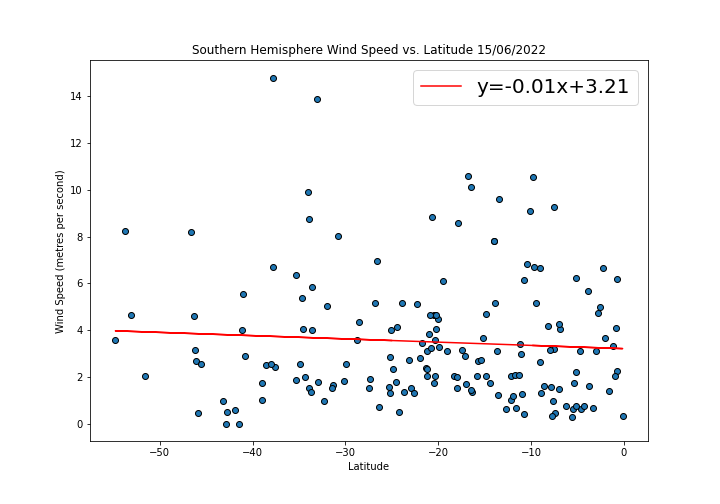 Southern Hemisphere Wind Speed vs. Latitude 15/06/2022
y=-0.01x+3.21
14
12
10
8
6
4
2
0
Wind Speed (metres per second)
−50 −40 −30 −20 −10 0
Latitude